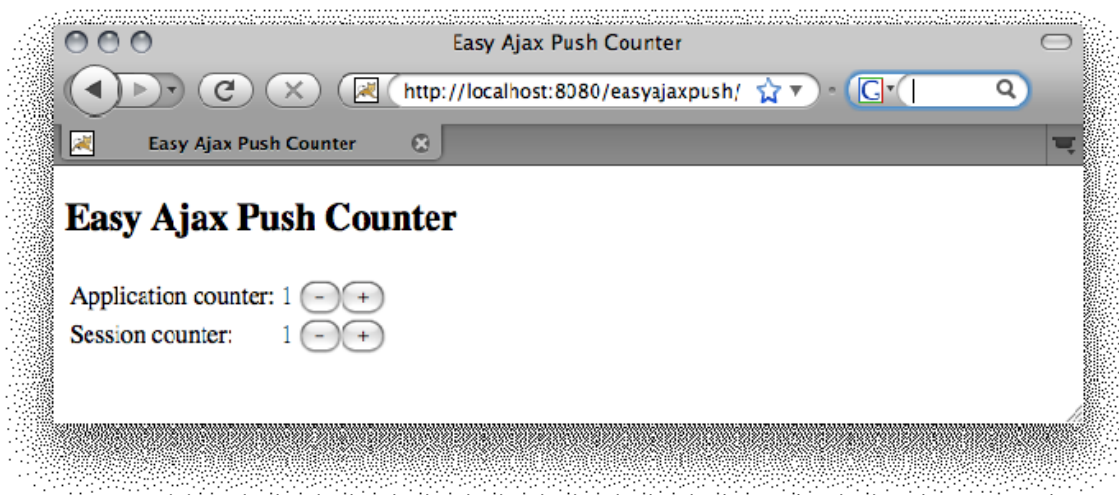 Easy Ajax Push Counter
http://localhost:8080/easyajaxpush/
G
Easy Ajax Push Counter
Easy Ajax Push Counter
Application counter: 1 - +
Session counter: 1 - +